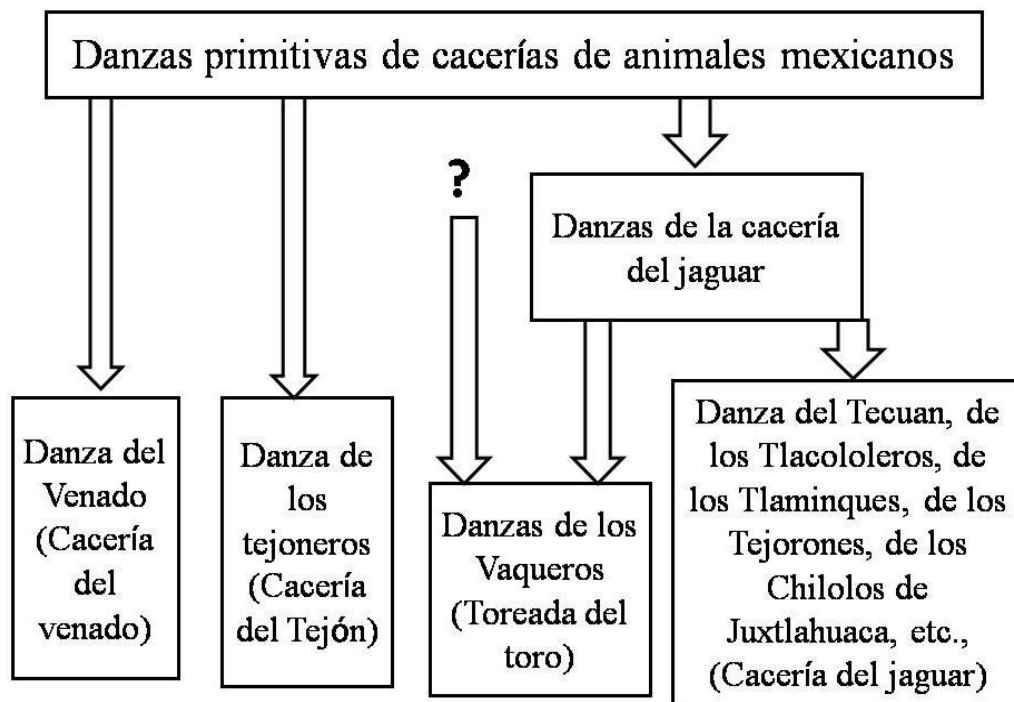 Danzas primitivas de cacerías de animales mexicanos
?
Danzas de la cacería
del jaguar
Danza del
Venado
(Cacería
del
venado)
Danza de
los
tejoneros
(Cacería
del Tejón)
Danzas de los
Vaqueros
(Toreada del
toro)
Danza del Tecuan, de
los Tlacololeros, de
los Tlaminques, de los
Tejorones, de los
Chilolos de
Juxtlahuaca, etc.,
(Cacería del jaguar)